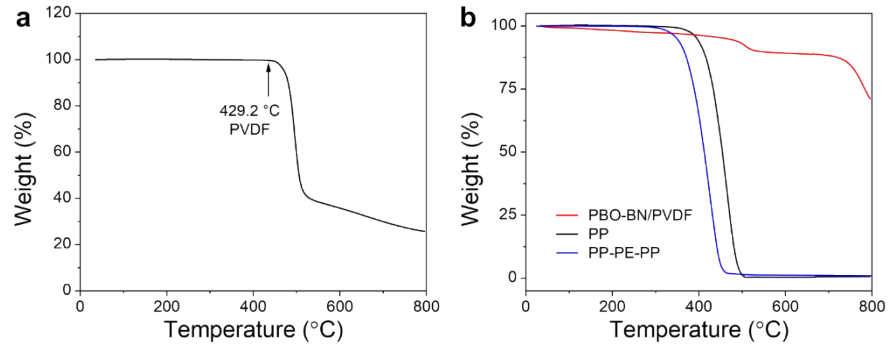 a
120
100
80
60
40
20
0
429.2 °C
PVDF
0
200
400
600
800
Temperature (°C)
Weight (%)
b
100
75
50
25
0
PBO-BN/PVDF
PP
PP-PE-PP
0
200
400
600
800
Temperature (°C)
Weight (%)